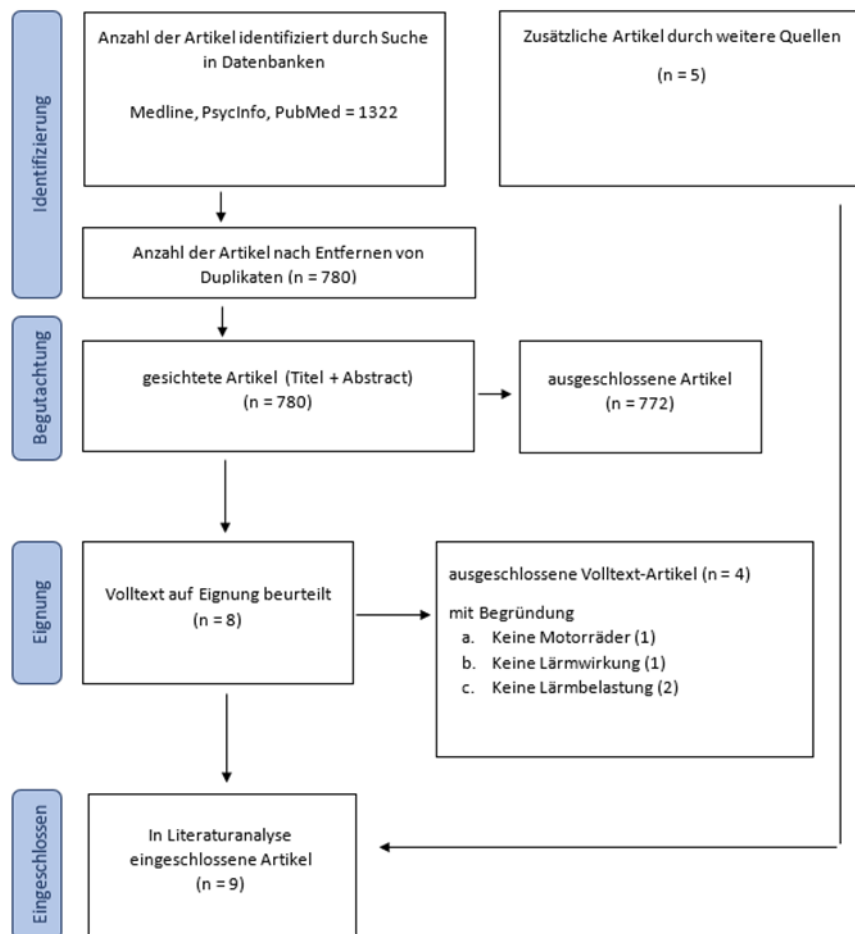 Identifizierung
Anzahl der Artikel identifiziert durch Suche
in Datenbanken
Medline, PsycInfo, PubMed = 1322
Zusätzliche Artikel durch weitere Quellen
(n = 5)
Anzahl der Artikel nach Entfernen von
Duplikaten (n = 780)
Begutachtung
gesichtete Artikel (Titel + Abstract)
(n = 780)
ausgeschlossene Artikel
(n = 772)
Eignung
Volltext auf Eignung beurteilt
(n = 8)
ausgeschlossene Volltext-Artikel (n = 4)
mit Begründung
a. Keine Motorräder (1)
b. Keine Lärmwirkung (1)
c. Keine Lärmbelastung (2)
Eingeschlossen
In Literaturanalyse
eingeschlossene Artikel
(n = 9)